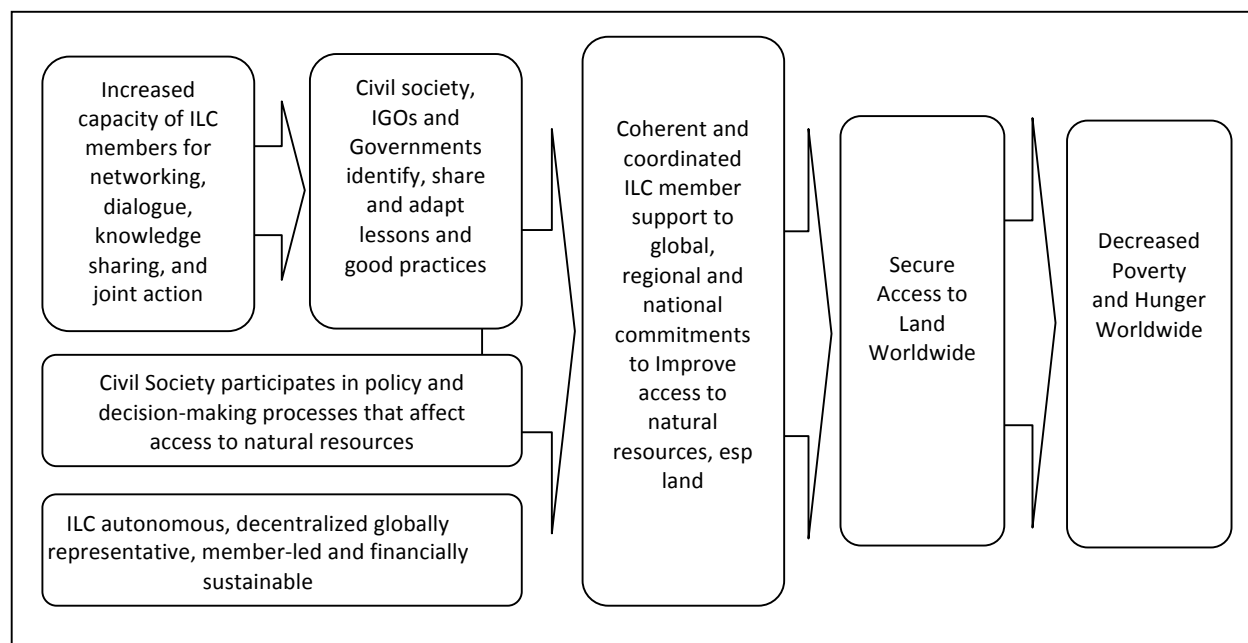 Increased
capacity of ILC
members for
networking,
dialogue,
knowledge
sharing, and
joint action
Civil society,
IGOs and
Governments
identify, share
and adapt
lessons and
good practices
Civil Society participates in policy and
decision-making processes that affect
access to natural resources
ILC autonomous, decentralized globally
representative, member-led and financially
sustainable
Coherent and
coordinated
ILC member
support to
global,
regional and
national
commitments
to Improve
access to
natural
resources, esp
land
Secure
Access to
Land
Worldwide
Decreased
Poverty
and Hunger
Worldwide